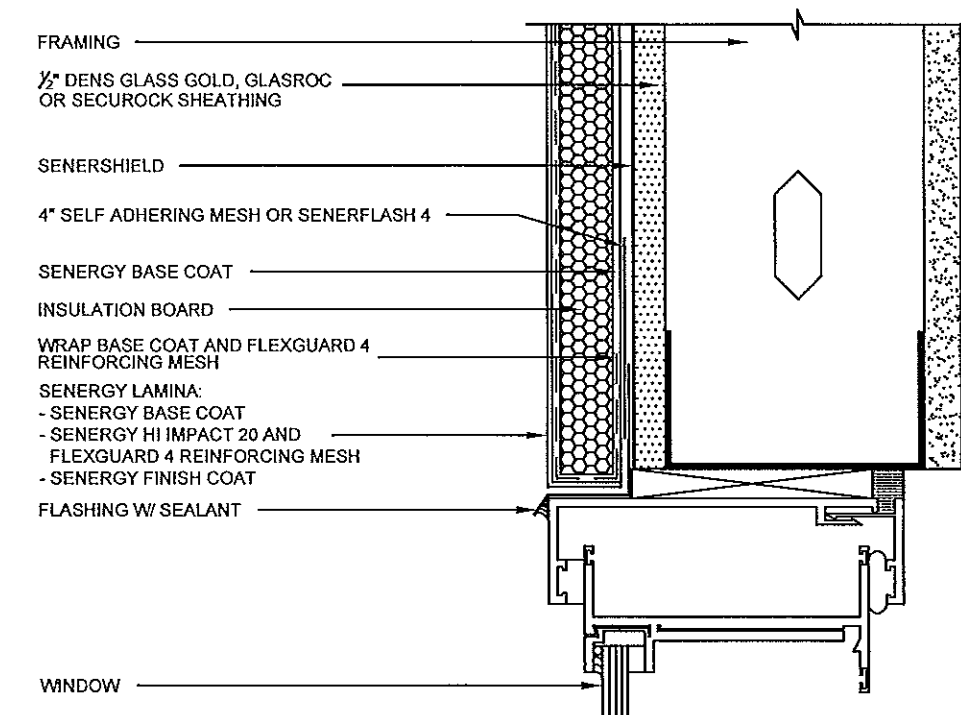 FRAMING
½" DENS GLASS GOLD, GLASROC
OR SECUROCK SHEATHING
SENERSHIELD
4" SELF ADHERING MESH OR SENERFLASH 4
SENERGY BASE COAT
INSULATION BOARD
WRAP BASE COAT AND FLEXGUARD 4
REINFORCING MESH
SENERGY LAMINA:
- SENERGY BASE COAT
- SENERGY HI IMPACT 20 AND
FLEXGUARD 4 REINFORCING MESH
- SENERGY FINISH COAT
FLASHING W/ SEALANT
WINDOW